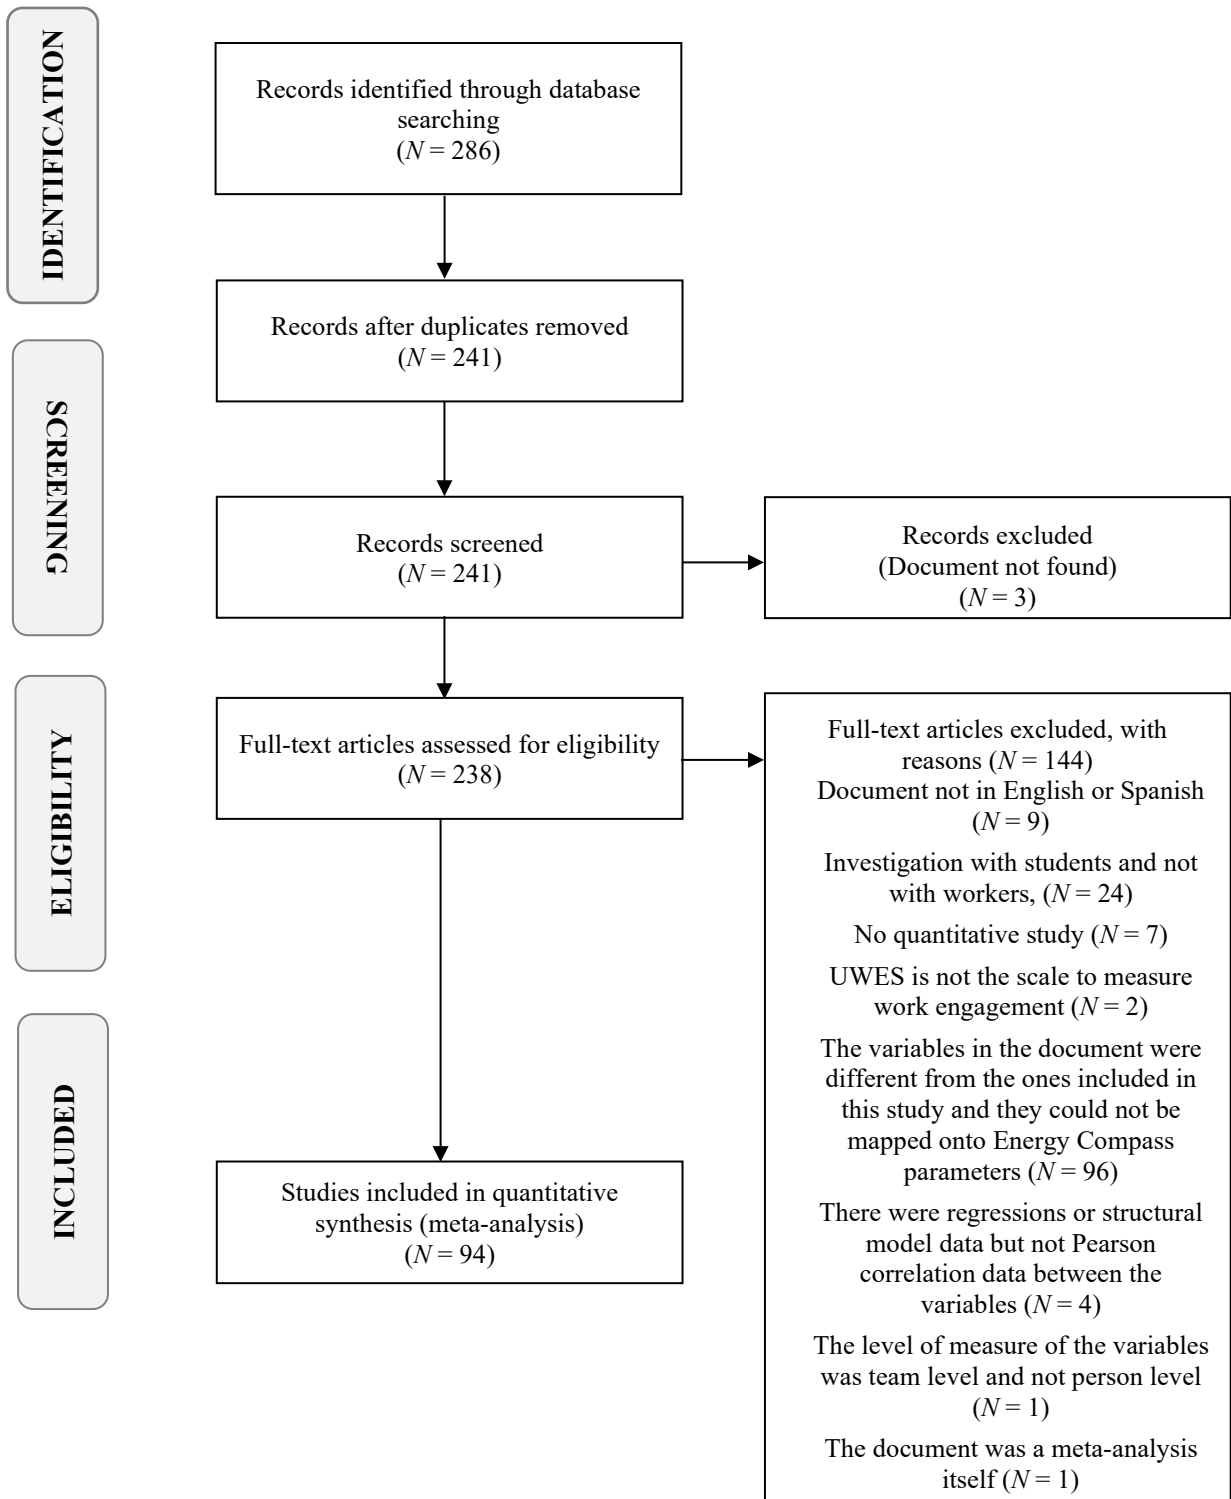 IDENTIFICATION
Records identified through database
searching
(N = 286)
Records after duplicates removed
(N = 241)
SCREENING
Records screened
(N = 241)
Records excluded
(Document not found)
(N = 3)
ELIGIBILITY
Full-text articles assessed for eligibility
(N = 238)
Full-text articles excluded, with
reasons (N = 144)
Document not in English or Spanish
(N = 9)
Investigation with students and not
with workers, (N = 24)
No quantitative study (N = 7)
UWES is not the scale to measure
work engagement (N = 2)
The variables in the document were
different from the ones included in
this study and they could not be
mapped onto Energy Compass
parameters (N = 96)
There were regressions or structural
model data but not Pearson
correlation data between the
variables (N = 4)
The level of measure of the variables
was team level and not person level
(N = 1)
The document was a meta-analysis
itself (N = 1)
INCLUDED
Studies included in quantitative
synthesis (meta-analysis)
(N = 94)